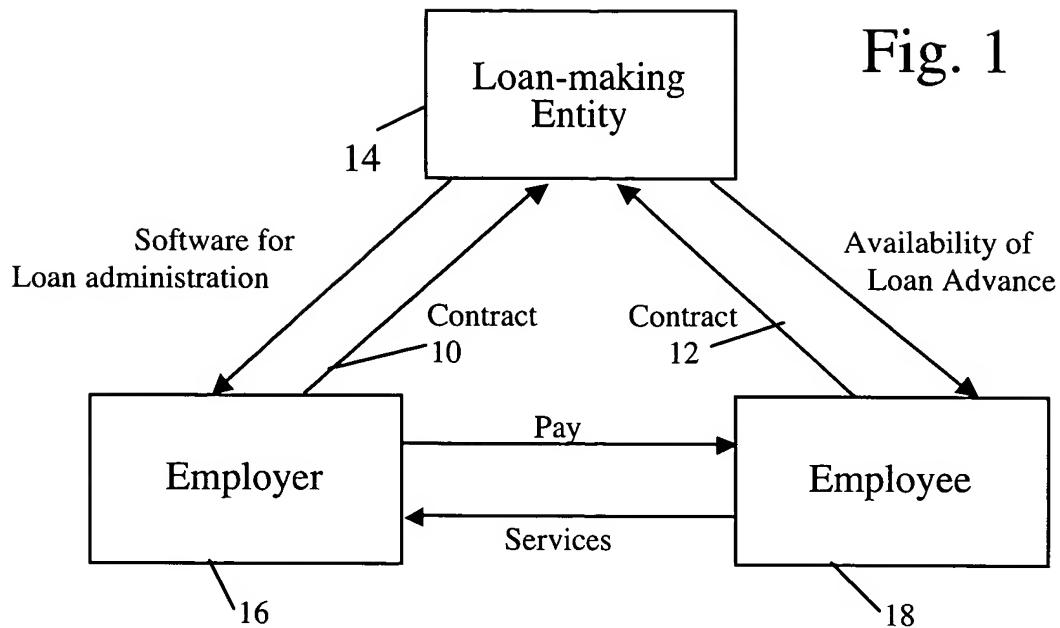 Fig. 1
Loan-making
Entity
14
Software for
Loan administration
Availability of
Loan Advance
Contract
10
Contract
12
Pay
Employer
Employee
Services
16
18